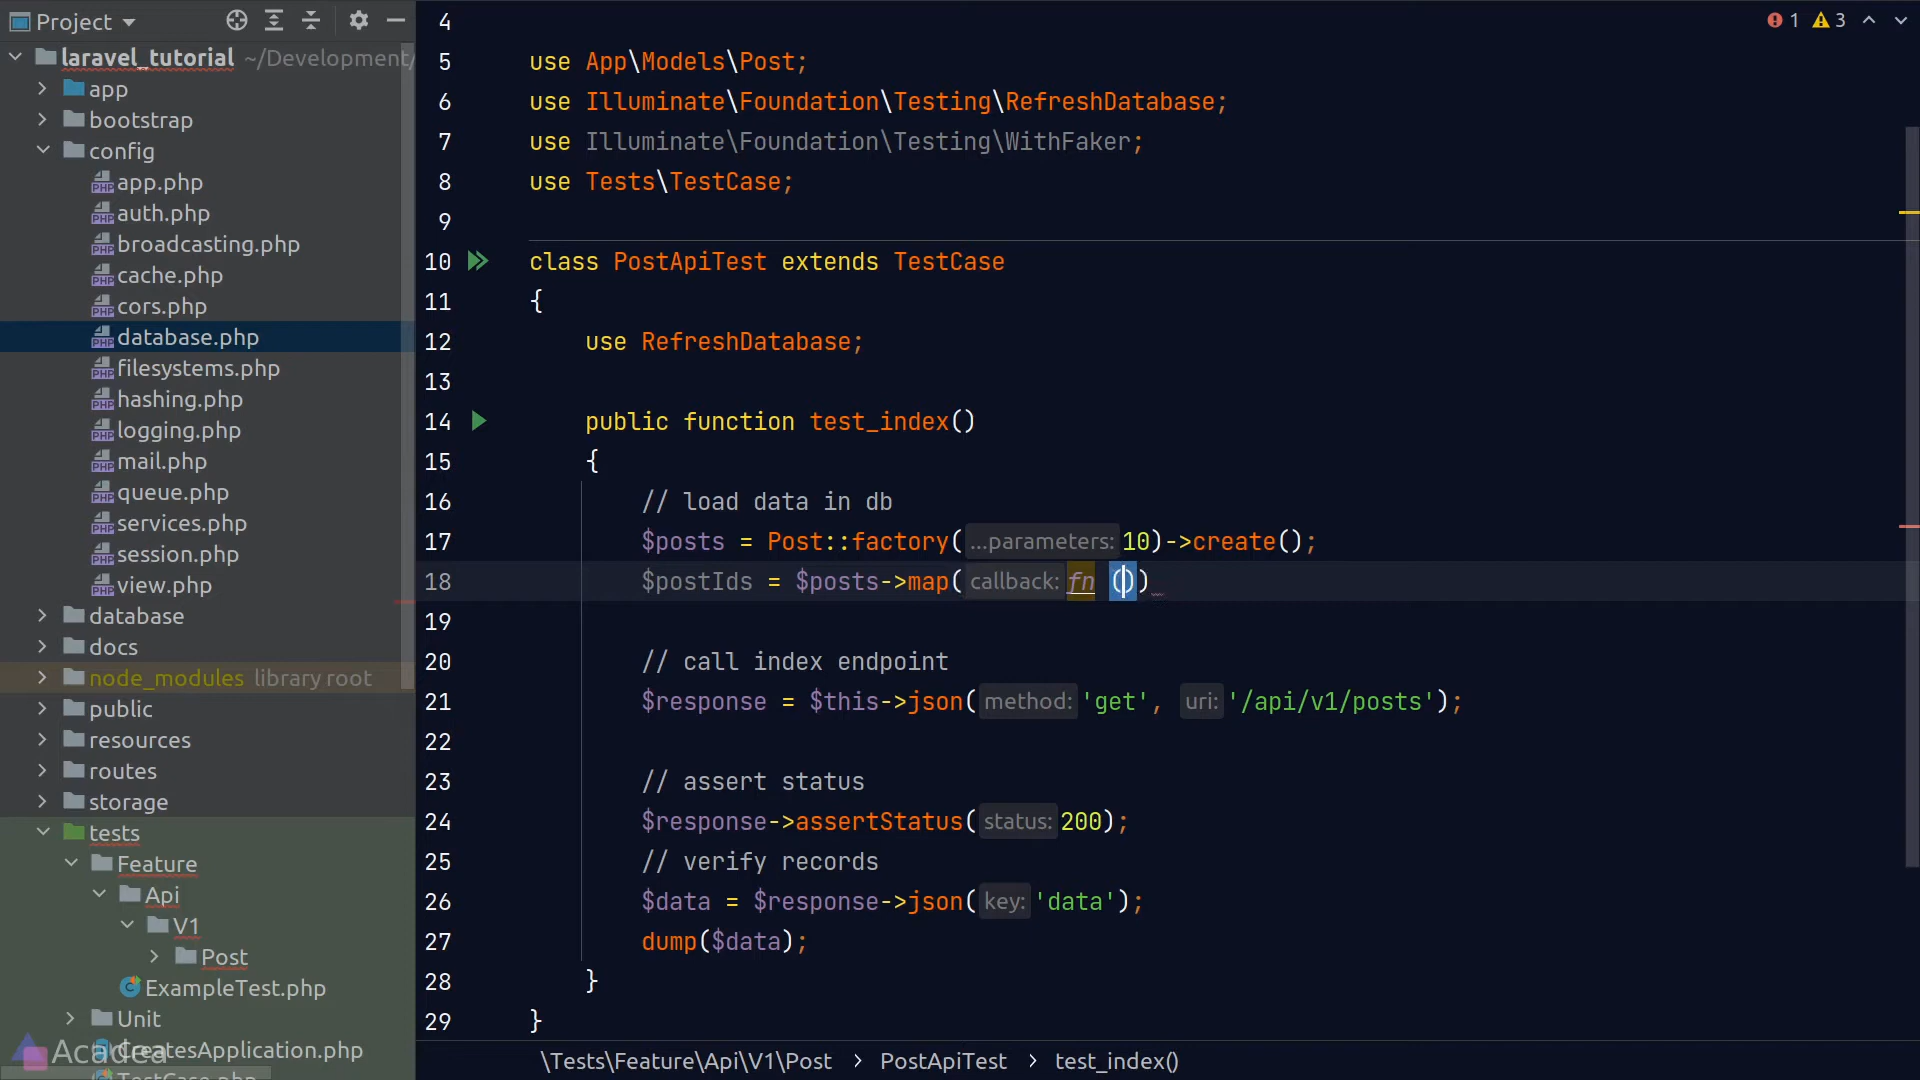 Project
laravel_tutorial ~/Development/
app
bootstrap
config
app.php
auth.php
broadcasting.php
cache.php
cors.php
database.php
filesystems.php
hashing.php
logging.php
mail.php
queue.php
services.php
session.php
view.php
database
docs
node_modules library root
public
resources
routes
storage
tests
Feature
Api
V1
Post
ExampleTest.php
Unit
CreatesApplication.php
TestCase.php
Acadea
1 3
4
5 use App\Models\Post;
6 use Illuminate\Foundation\Testing\RefreshDatabase;
7 use Illuminate\Foundation\Testing\WithFaker;
8 use Tests\TestCase;
9
10 class PostApiTest extends TestCase
11 {
12 use RefreshDatabase;
13
14 public function test_index()
15 {
16 // load data in db
17 $posts = Post::factory( ...parameters: 10)->create();
18 $postIds = $posts->map( callback: fn ())
19
20 // call index endpoint
21 $response = $this->json( method: 'get', uri: '/api/v1/posts');
22
23 // assert status
24 $response->assertStatus( status: 200);
25 // verify records
26 $data = $response->json( key: 'data');
27 dump($data);
28 }
29 }
\Tests\Feature\Api\V1\Post > PostApiTest > test_index()